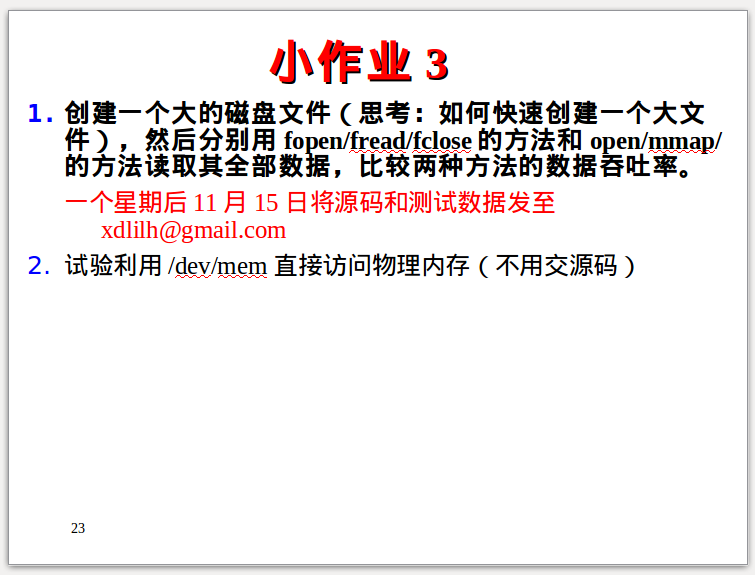 小作业 3
1. 创建一个大的磁盘文件（思考：如何快速创建一个大文
件），然后分别用 fopen/fread/fclose 的方法和 open/mmap/
的方法读取其全部数据，比较两种方法的数据吞吐率。
一个星期后 11 月 15 日将源码和测试数据发至
xdlilh@gmail.com
2. 试验利用 /dev/mem 直接访问物理内存（不用交源码）
23